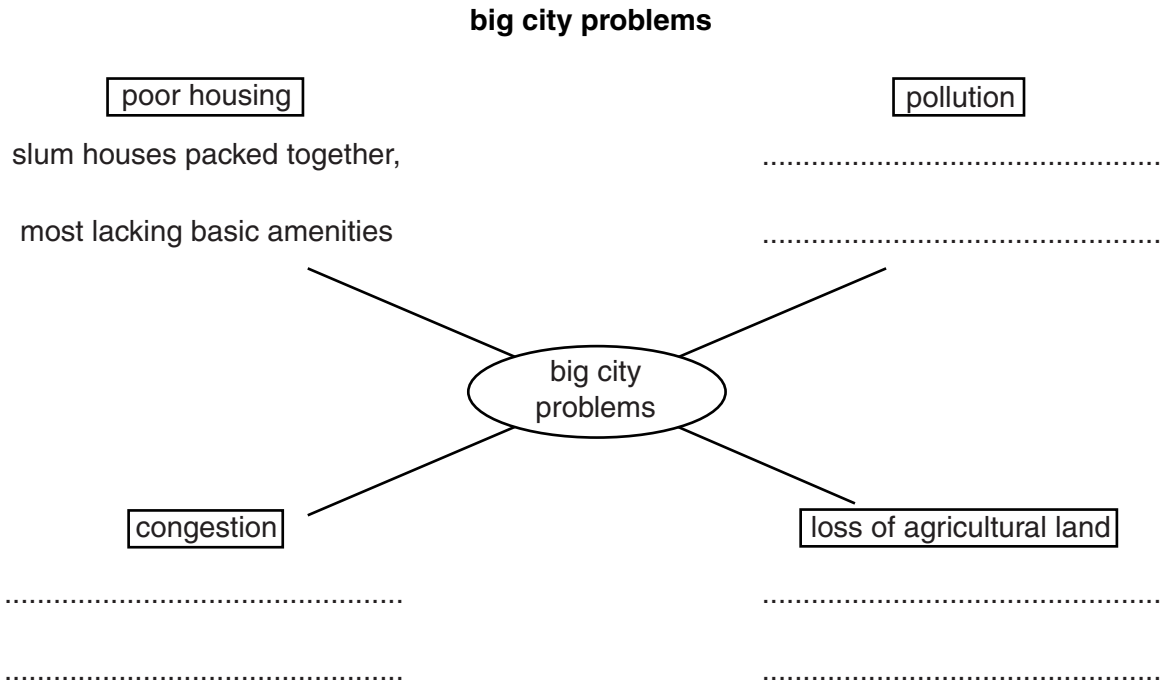 big city problems
poor housing
slum houses packed together,
most lacking basic amenities
pollution
..................................................
..................................................
big city
problems
congestion
..................................................
..................................................
loss of agricultural land
..................................................
..................................................